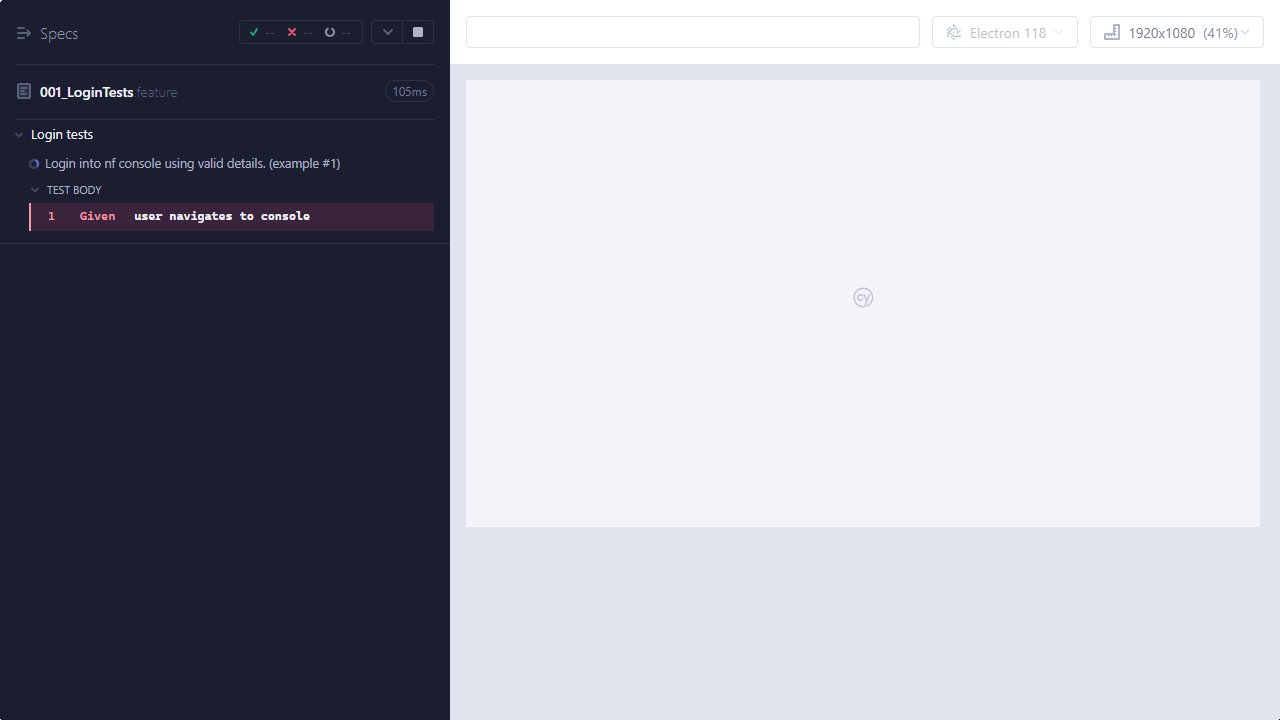 Specs
-- -- --
Electron 118
1920x1080 (41%)
001_LoginTests.feature
105ms
Login tests
Login into nf console using valid details. (example #1)
TEST BODY
1 Given user navigates to console
cy